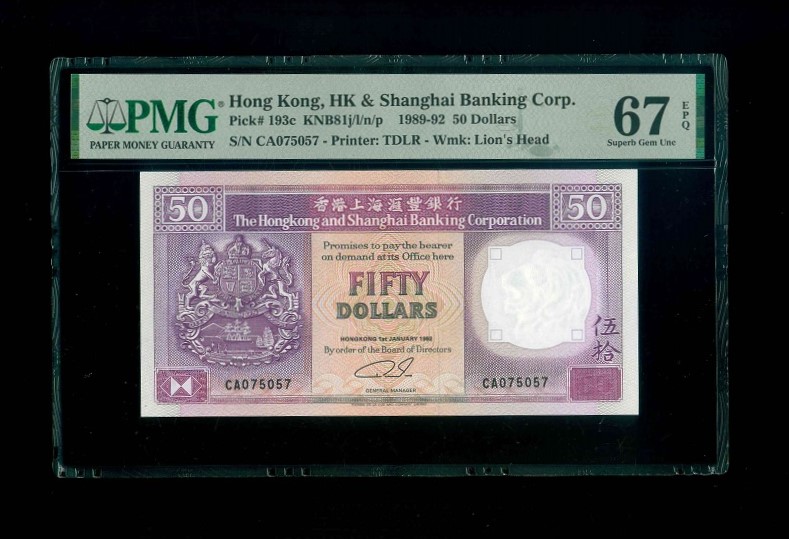 PMG®
PAPER MONEY GUARANTY
Hong Kong, HK & Shanghai Banking Corp.
Pick# 193c KNB81j/l/n/p 1989-92 50 Dollars
S/N CA075057 - Printer: TDLR - Wmk: Lion's Head
67
EPQ
Superb Gem Unc
50
香港上海滙豐銀行
The Hongkong and Shanghai Banking Corporation
50
Promises to pay the bearer
on demand at its Office here
FIFTY
DOLLARS
HONGKONG 1st JANUARY
By order of the Board of Directors
GENERAL MANAGER
伍拾
CA075057
CA075057